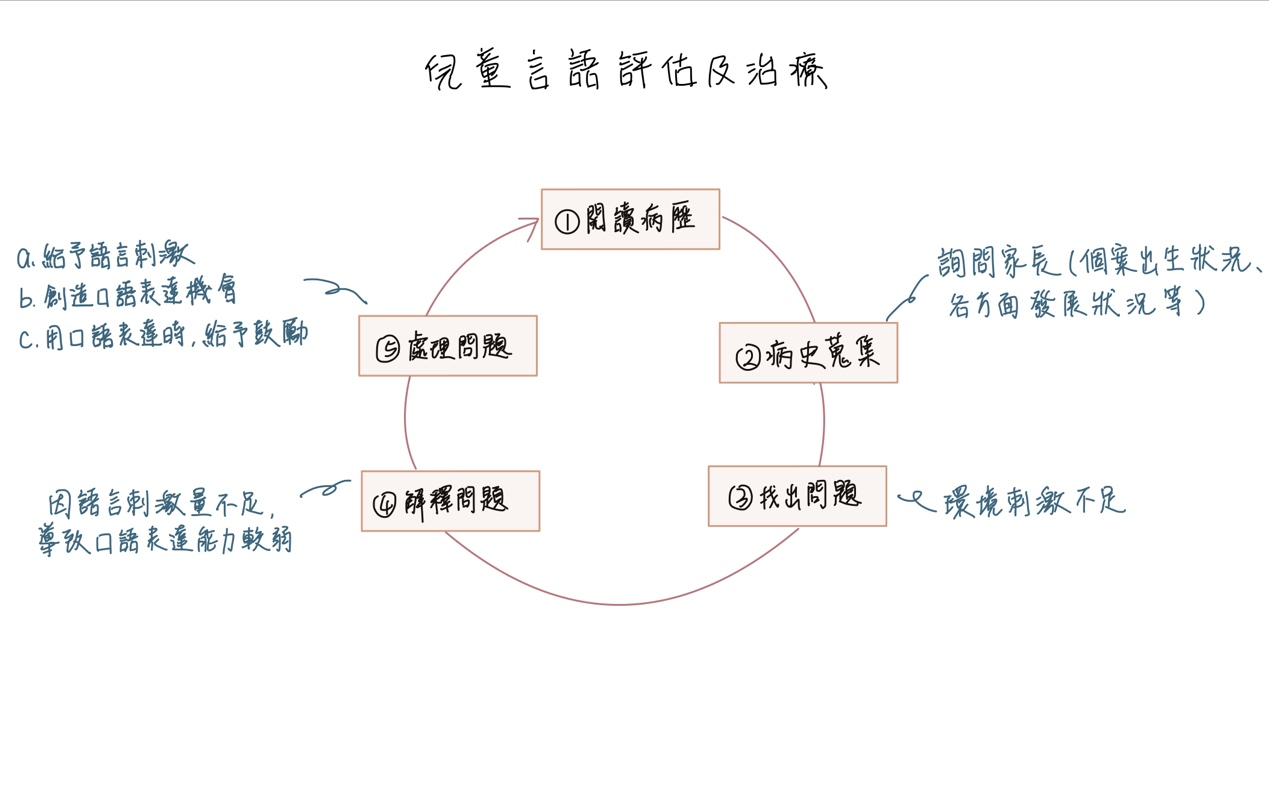 兒童言語評估及治療
①閱讀病歷
②病史蒐集
詢問家長(個案出生狀況、
各方面發展狀況等)
③找出問題
環境刺激不足
④解釋問題
因語言刺激量不足,
導致口語表達能力較弱
⑤處理問題
a.給予語言刺激
b.創造口語表達機會
c.用口語表達時,給予鼓勵